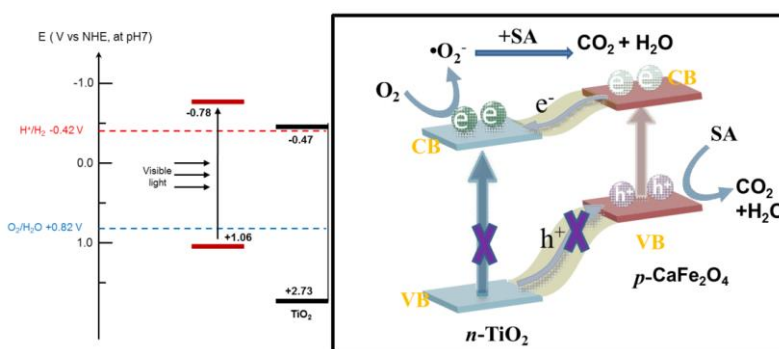 E ( V vs NHE, at pH7)
-1.0
-0.78
H⁺/H₂ -0.42 V
-0.47
0.0
Visible
light
O₂/H₂O +0.82 V
1.0
+1.06
+2.73
TiO₂
•O₂⁻
+SA
CO₂ + H₂O
O₂
e e
e⁻
e e
CB
CB
SA
h⁺ h⁺
CO₂
+H₂O
h⁺
VB
VB
p-CaFe₂O₄
n-TiO₂